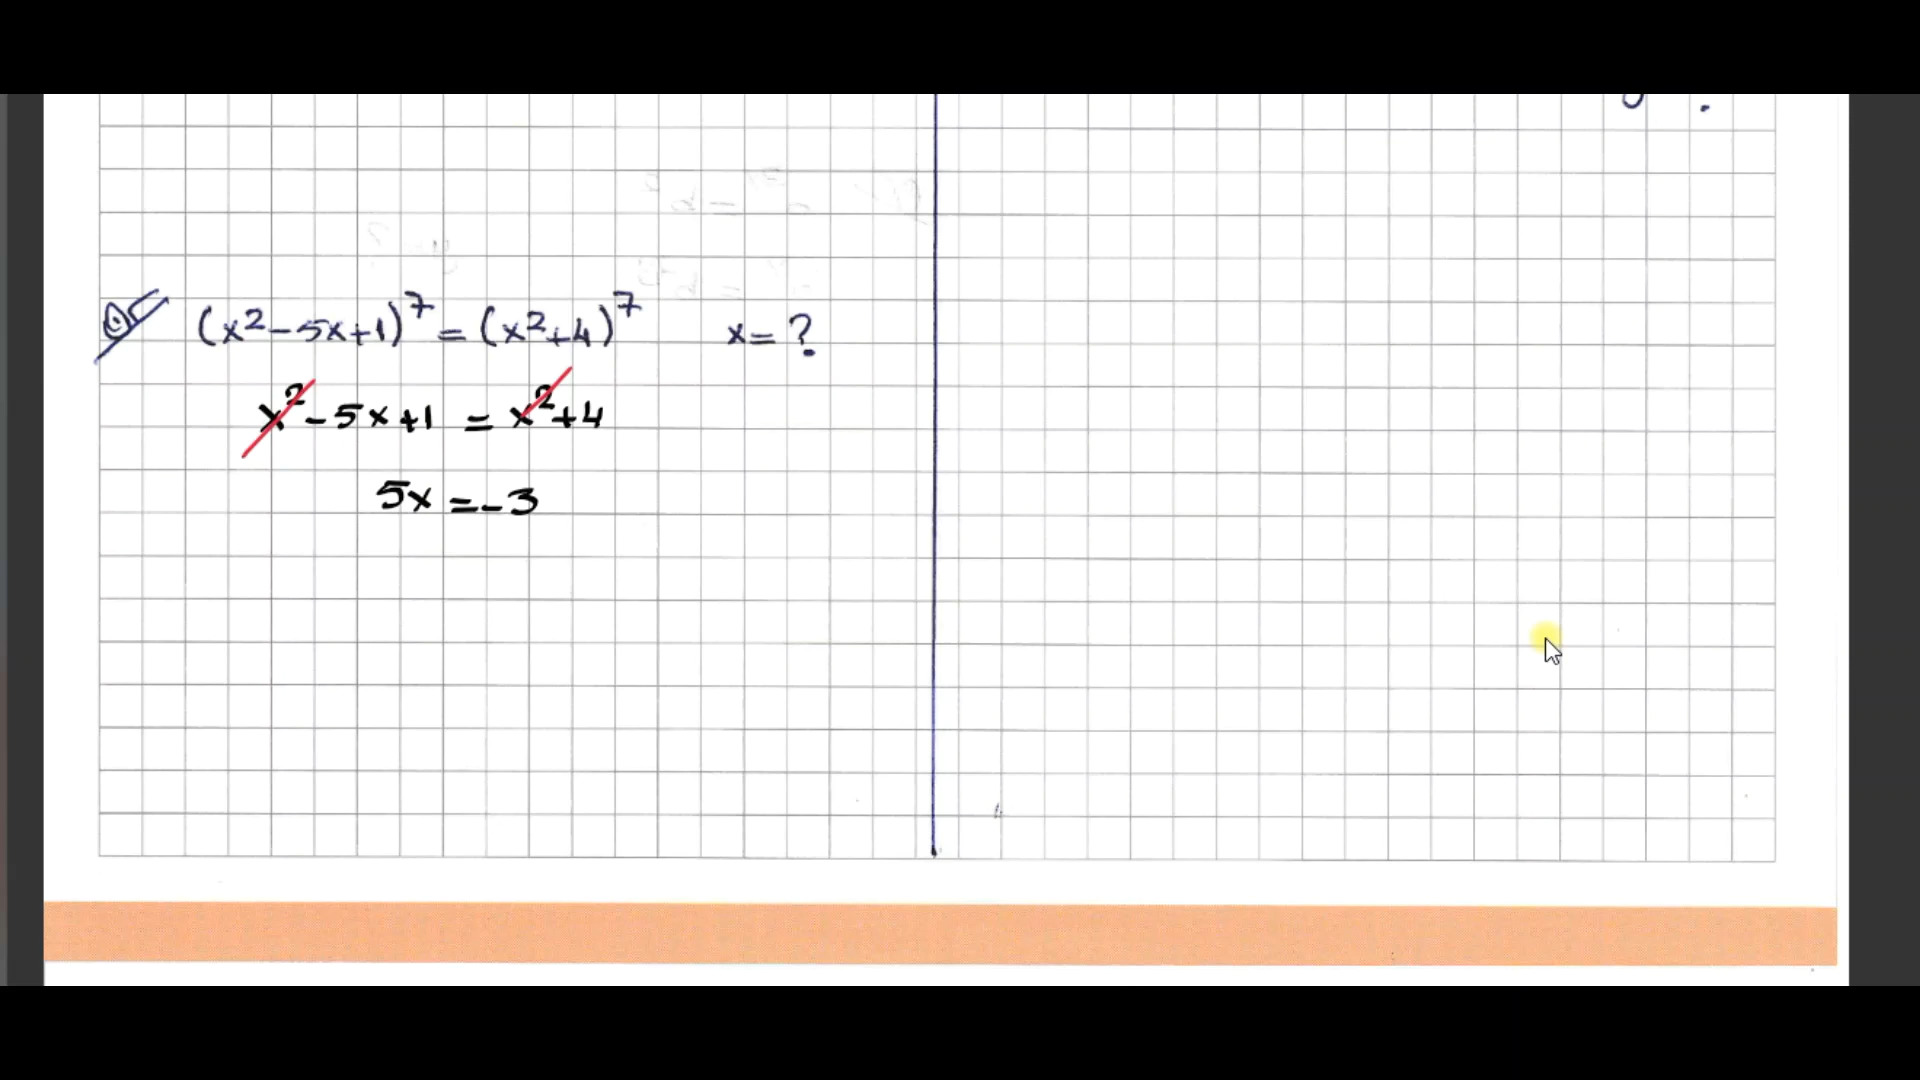 (x²-5x+1)⁷ = (x²+4)⁷ x = ?
x²-5x+1 = x²+4
5x = -3